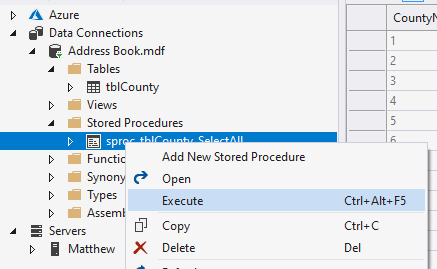 Azure
Data Connections
Address Book.mdf
Tables
tblCounty
Views
Stored Procedures
sproc_tblCounty_SelectAll
Functio
Synony
Types
Assemb
Servers
Matthew
Add New Stored Procedure
Open
Execute Ctrl+Alt+F5
Copy Ctrl+C
Delete Del
CountyN
1
2
3
4
5
6